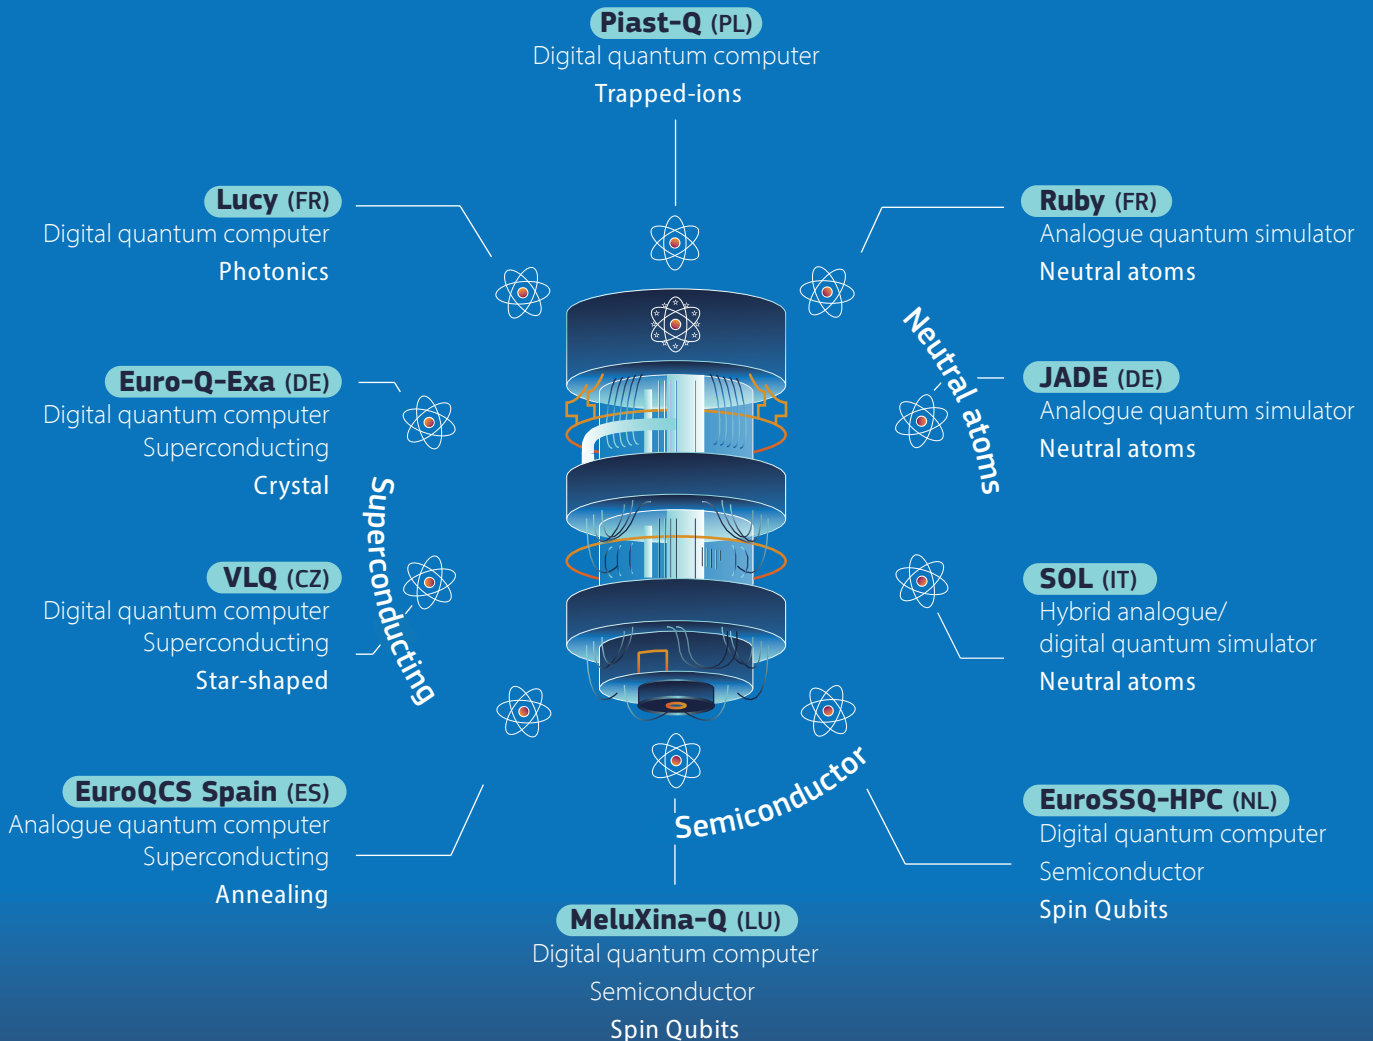 Piast-Q (PL)
Digital quantum computer
Trapped-ions
Lucy (FR)
Digital quantum computer
Photonics
Ruby (FR)
Analogue quantum simulator
Neutral atoms
Euro-Q-Exa (DE)
Digital quantum computer
Superconducting
Crystal
Neutral atoms
JADE (DE)
Analogue quantum simulator
Neutral atoms
Superconducting
VLQ (CZ)
Digital quantum computer
Superconducting
Star-shaped
SOL (IT)
Hybrid analogue/
digital quantum simulator
Neutral atoms
EuroQCS Spain (ES)
Analogue quantum computer
Superconducting
Annealing
Semiconductor
EuroSSQ-HPC (NL)
Digital quantum computer
Semiconductor
Spin Qubits
MeluXina-Q (LU)
Digital quantum computer
Semiconductor
Spin Qubits